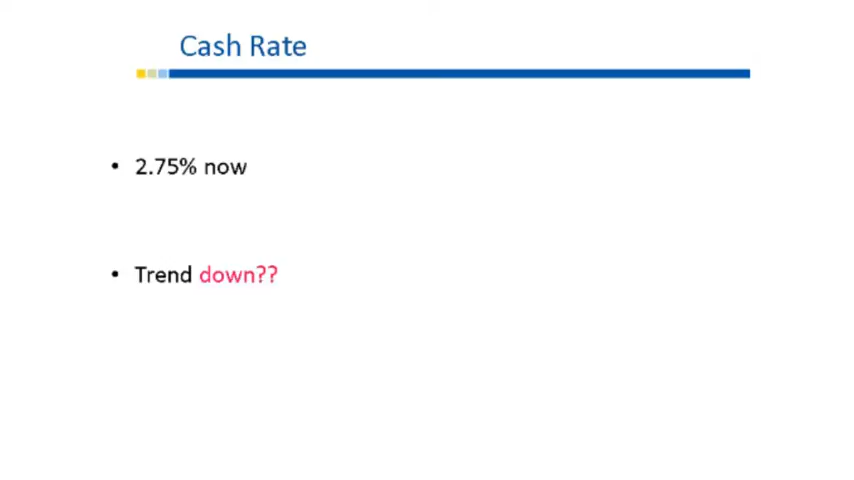 Cash Rate
• 2.75% now
• Trend down??